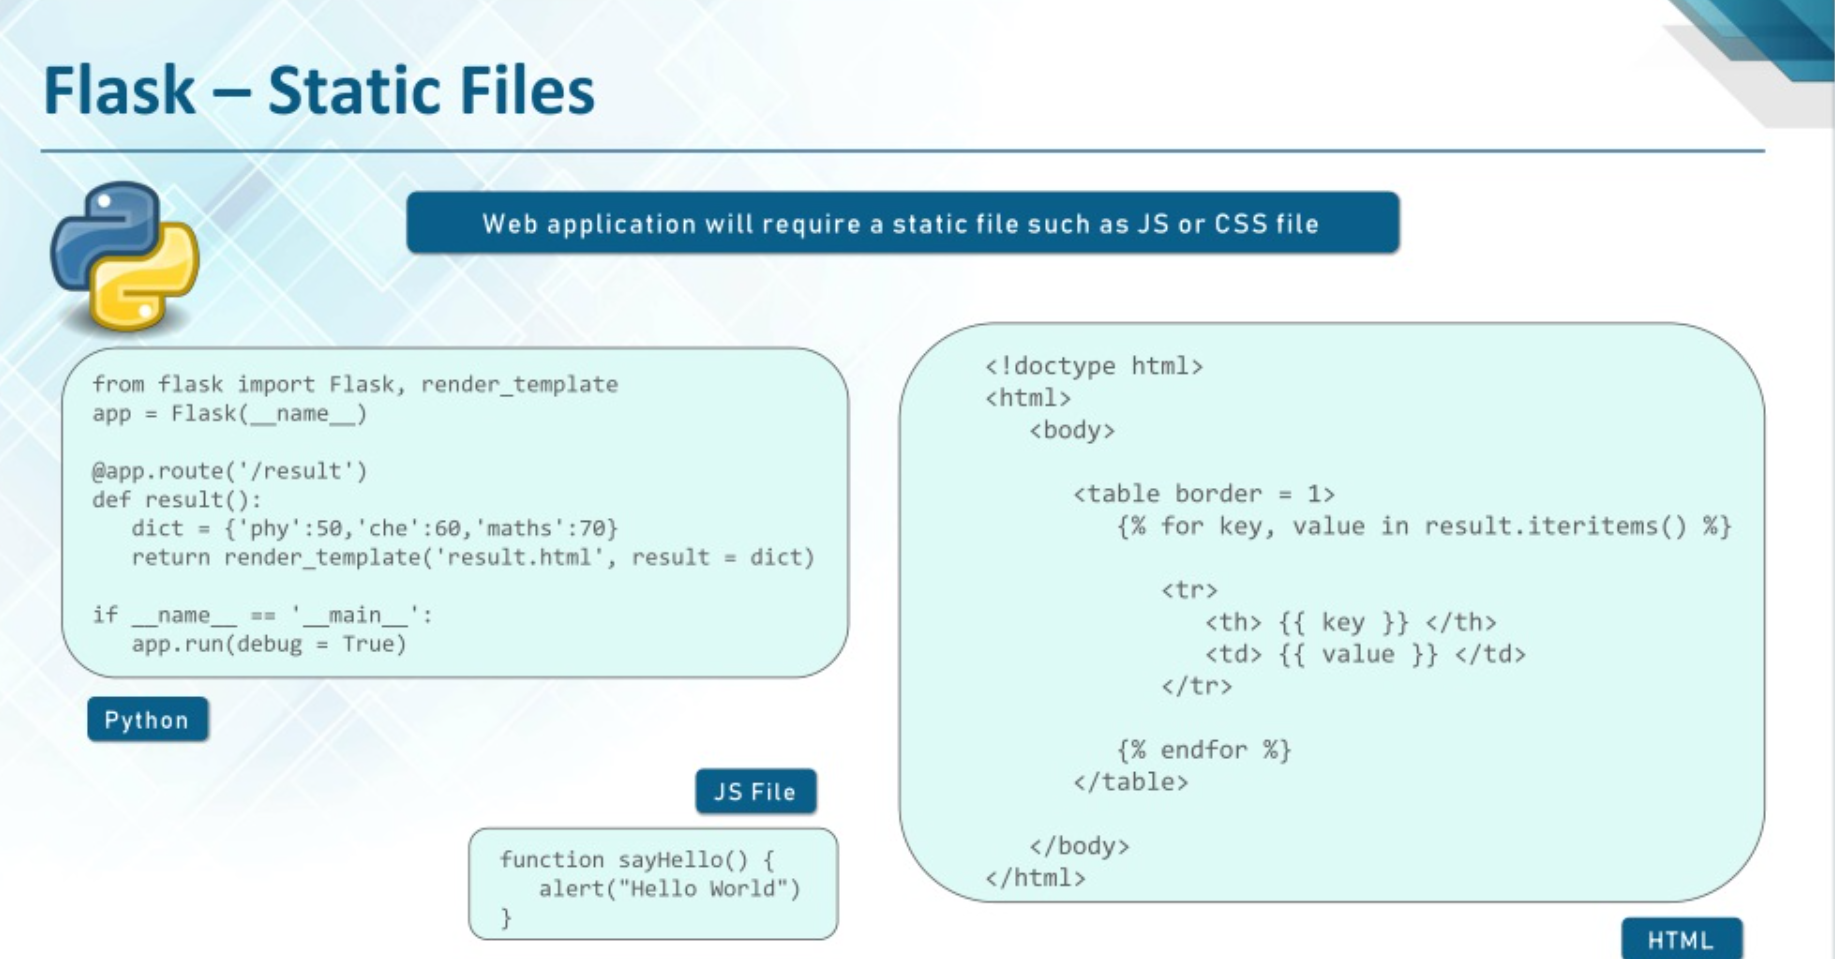 Flask – Static Files
Web application will require a static file such as JS or CSS file
from flask import Flask, render_template
app = Flask(__name__)
@app.route('/result')
def result():
   dict = {'phy':50,'che':60,'maths':70}
   return render_template('result.html', result = dict)
if __name__ == '__main__':
   app.run(debug = True)
Python
JS File
function sayHello() {
   alert("Hello World")
}
<!doctype html>
<html>
   <body>
      <table border = 1>
         {% for key, value in result.iteritems() %}
            <tr>
               <th> {{ key }} </th>
               <td> {{ value }} </td>
            </tr>
         {% endfor %}
      </table>
   </body>
</html>
HTML